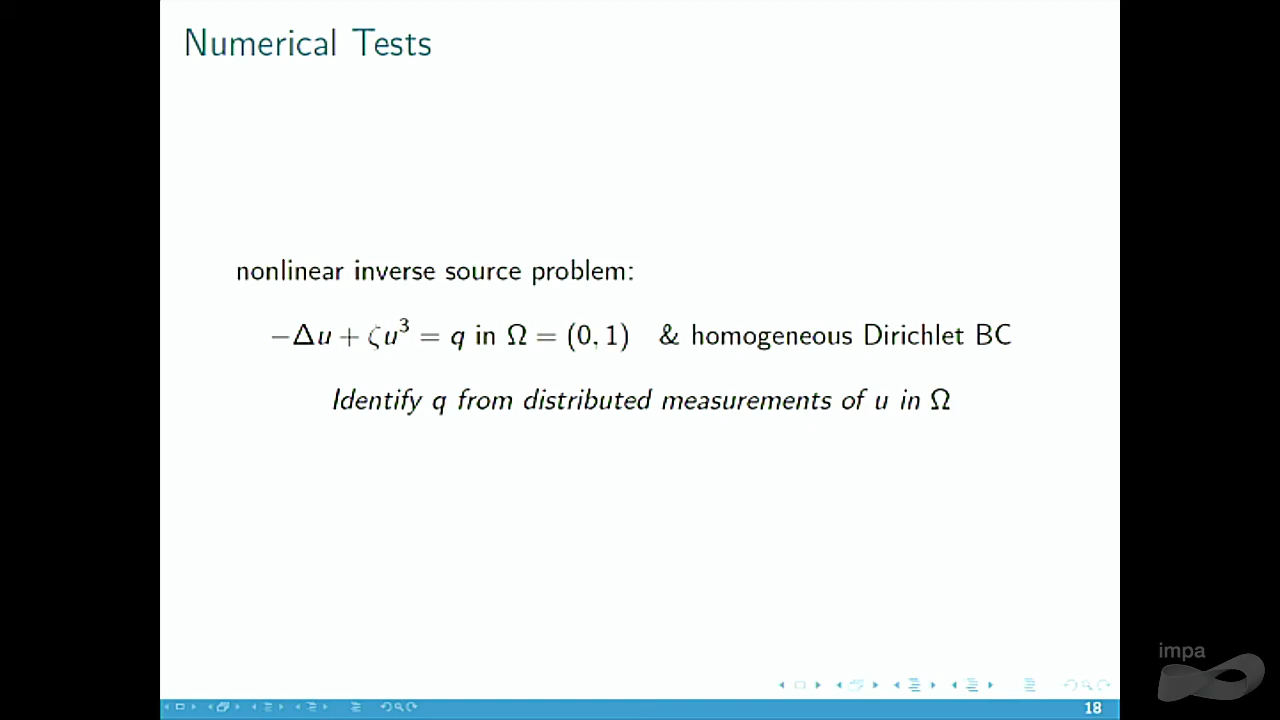 Numerical Tests
nonlinear inverse source problem:
−Δu + ζu³ = q in Ω = (0, 1) & homogeneous Dirichlet BC
Identify q from distributed measurements of u in Ω
impa
18